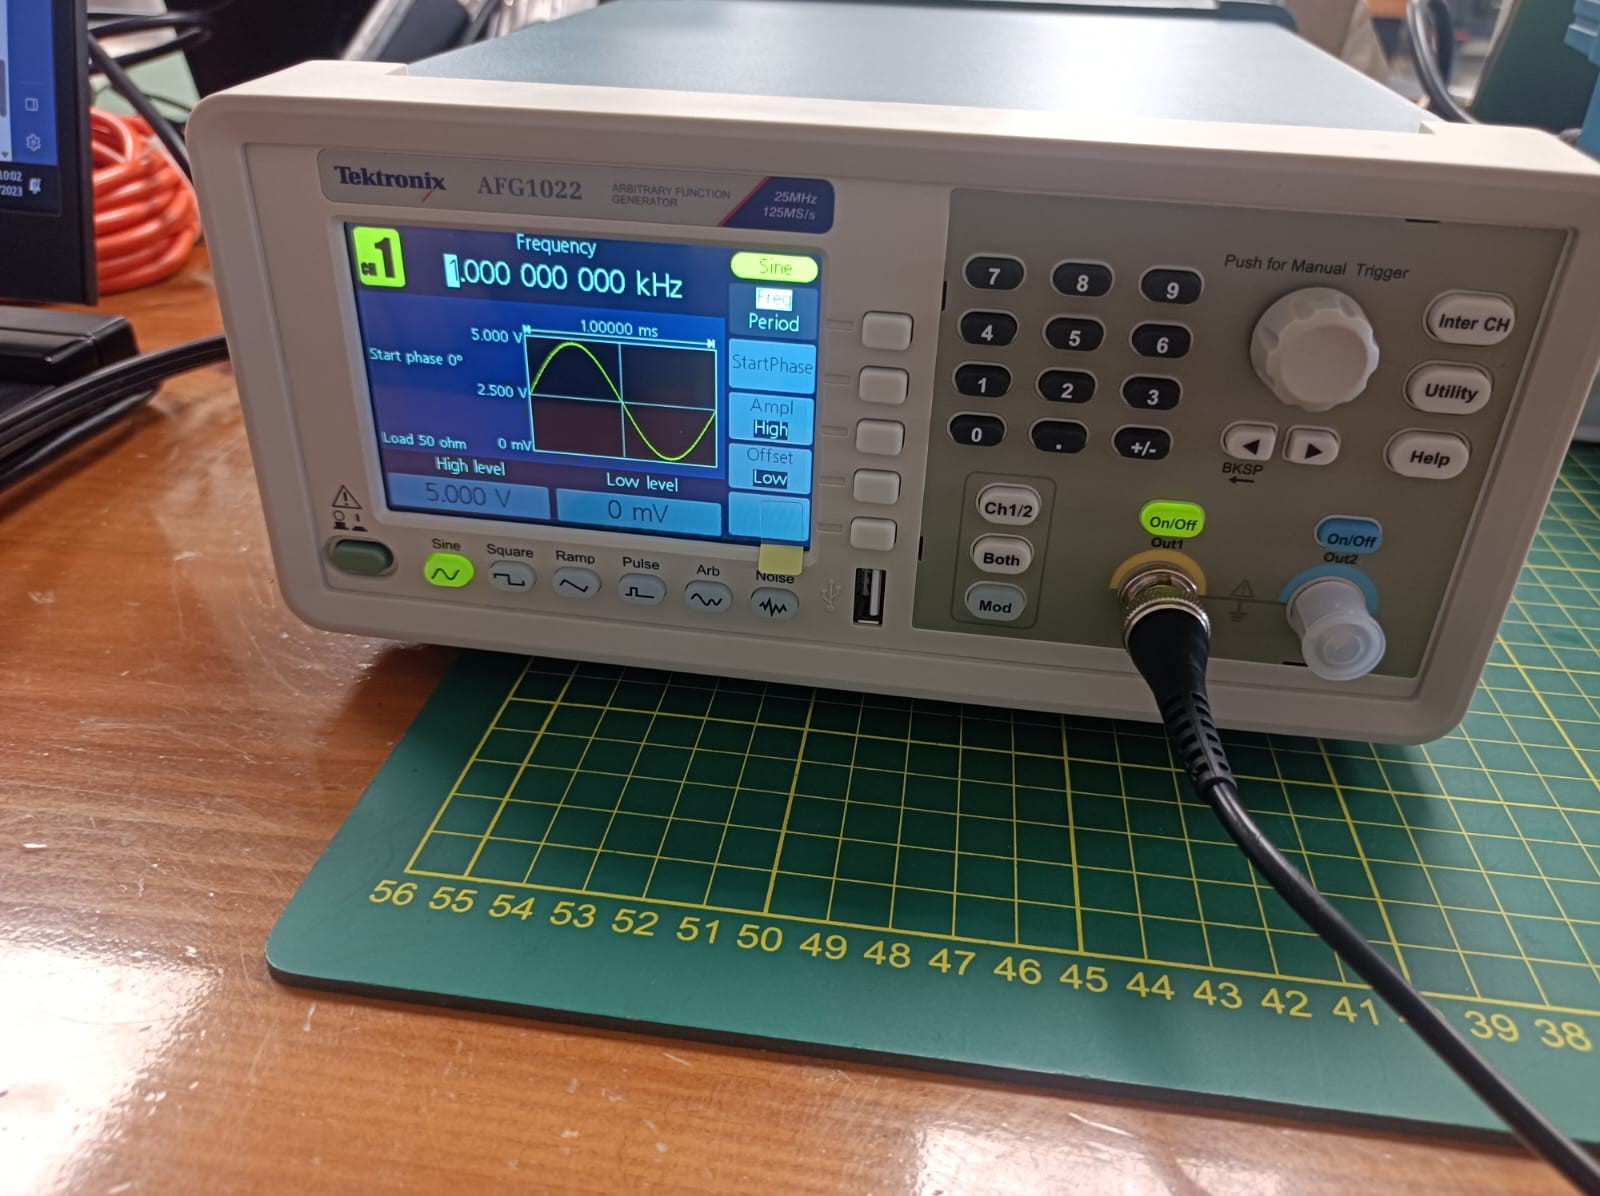 10:02
/2023
Tektronix AFG1022 ARBITRARY FUNCTION GENERATOR
25MHz
125MS/s
CH 1
Frequency
1.000 000 000 kHz
Sine
Freq
Period
StartPhase
Ampl
High
Offset
Low
1.00000 ms
5.000 V
Start phase 0°
2.500 V
Load 50 ohm
0 mV
High level
5.000 V
Low level
0 mV
Sine
Square
Ramp
Pulse
Arb
Noise
Push for Manual Trigger
7 8 9
4 5 6
1 2 3
0 . +/-
Inter CH
Utility
Help
BKSP
Ch1/2
Both
Mod
On/Off
Out1
On/Off
Out2
56 55 54 53 52 51 50 49 48 47 46 45 44 43 42 41 39 38